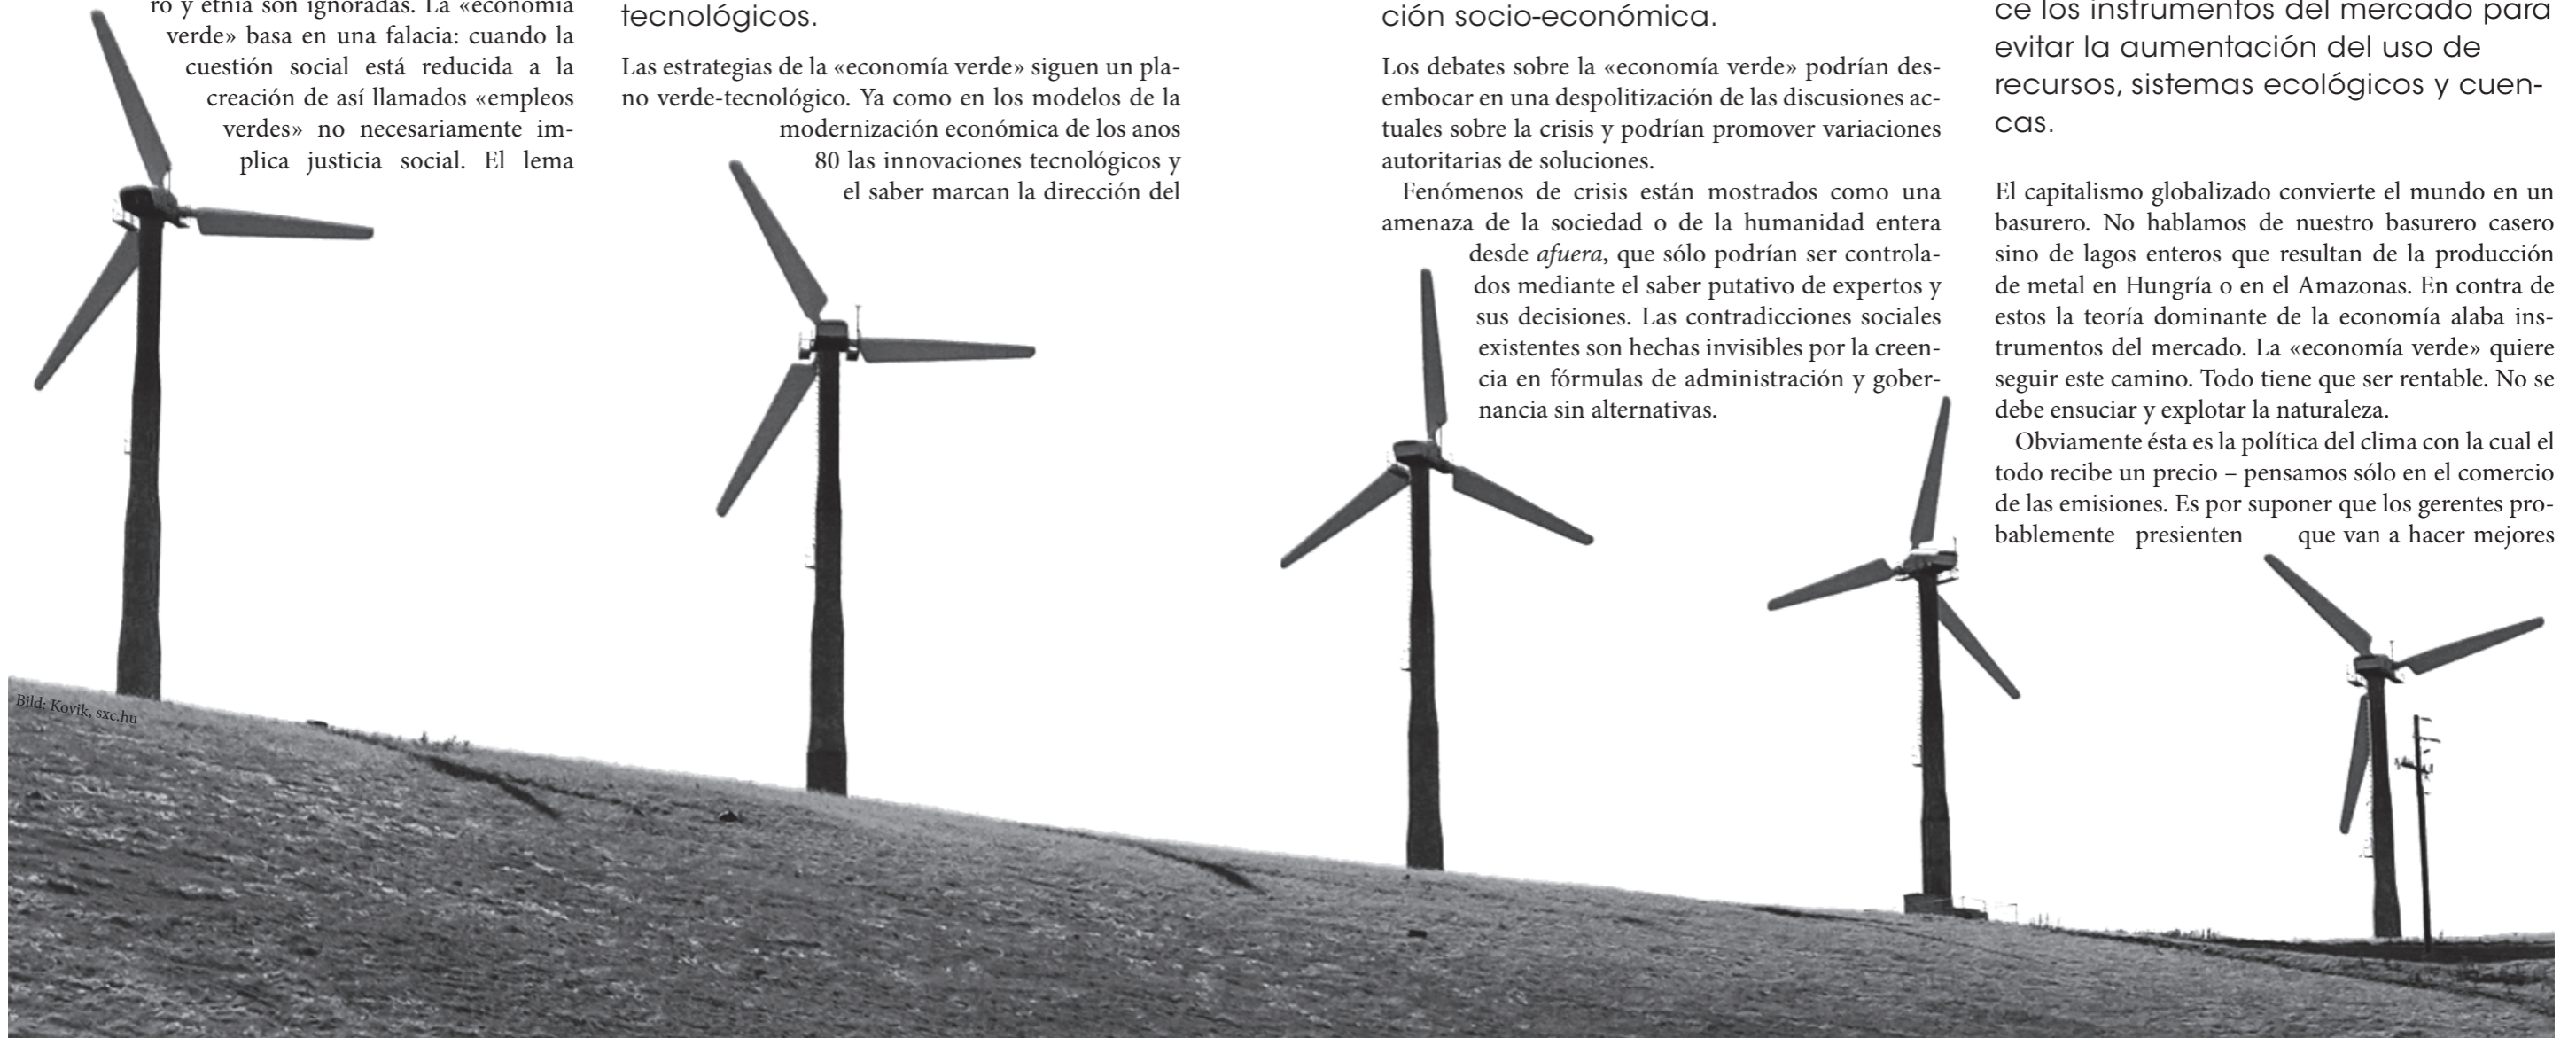 ro y etnia son ignoradas. La «economía
verde» basa en una falacia: cuando la
cuestión social está reducida a la
creación de así llamados «empleos
verdes» no necesariamente im-
plica justicia social. El lema
tecnológicos.
Las estrategias de la «economía verde» siguen un pla-
no verde-tecnológico. Ya como en los modelos de la
modernización económica de los anos
80 las innovaciones tecnológicos y
el saber marcan la dirección del
ción socio-económica.
Los debates sobre la «economía verde» podrían des-
embocar en una despolitización de las discusiones ac-
tuales sobre la crisis y podrían promover variaciones
autoritarias de soluciones.
Fenómenos de crisis están mostrados como una
amenaza de la sociedad o de la humanidad entera
desde afuera, que sólo podrían ser controla-
dos mediante el saber putativo de expertos y
sus decisiones. Las contradicciones sociales
existentes son hechas invisibles por la creen-
cia en fórmulas de administración y gober-
nancia sin alternativas.
ce los instrumentos del mercado para
evitar la aumentación del uso de
recursos, sistemas ecológicos y cuen-
cas.
El capitalismo globalizado convierte el mundo en un
basurero. No hablamos de nuestro basurero casero
sino de lagos enteros que resultan de la producción
de metal en Hungría o en el Amazonas. En contra de
estos la teoría dominante de la economía alaba ins-
trumentos del mercado. La «economía verde» quiere
seguir este camino. Todo tiene que ser rentable. No se
debe ensuciar y explotar la naturaleza.
Obviamente ésta es la política del clima con la cual el
todo recibe un precio – pensamos sólo en el comercio
de las emisiones. Es por suponer que los gerentes pro-
bablemente presienten que van a hacer mejores
Bild: Kovik, sxc.hu